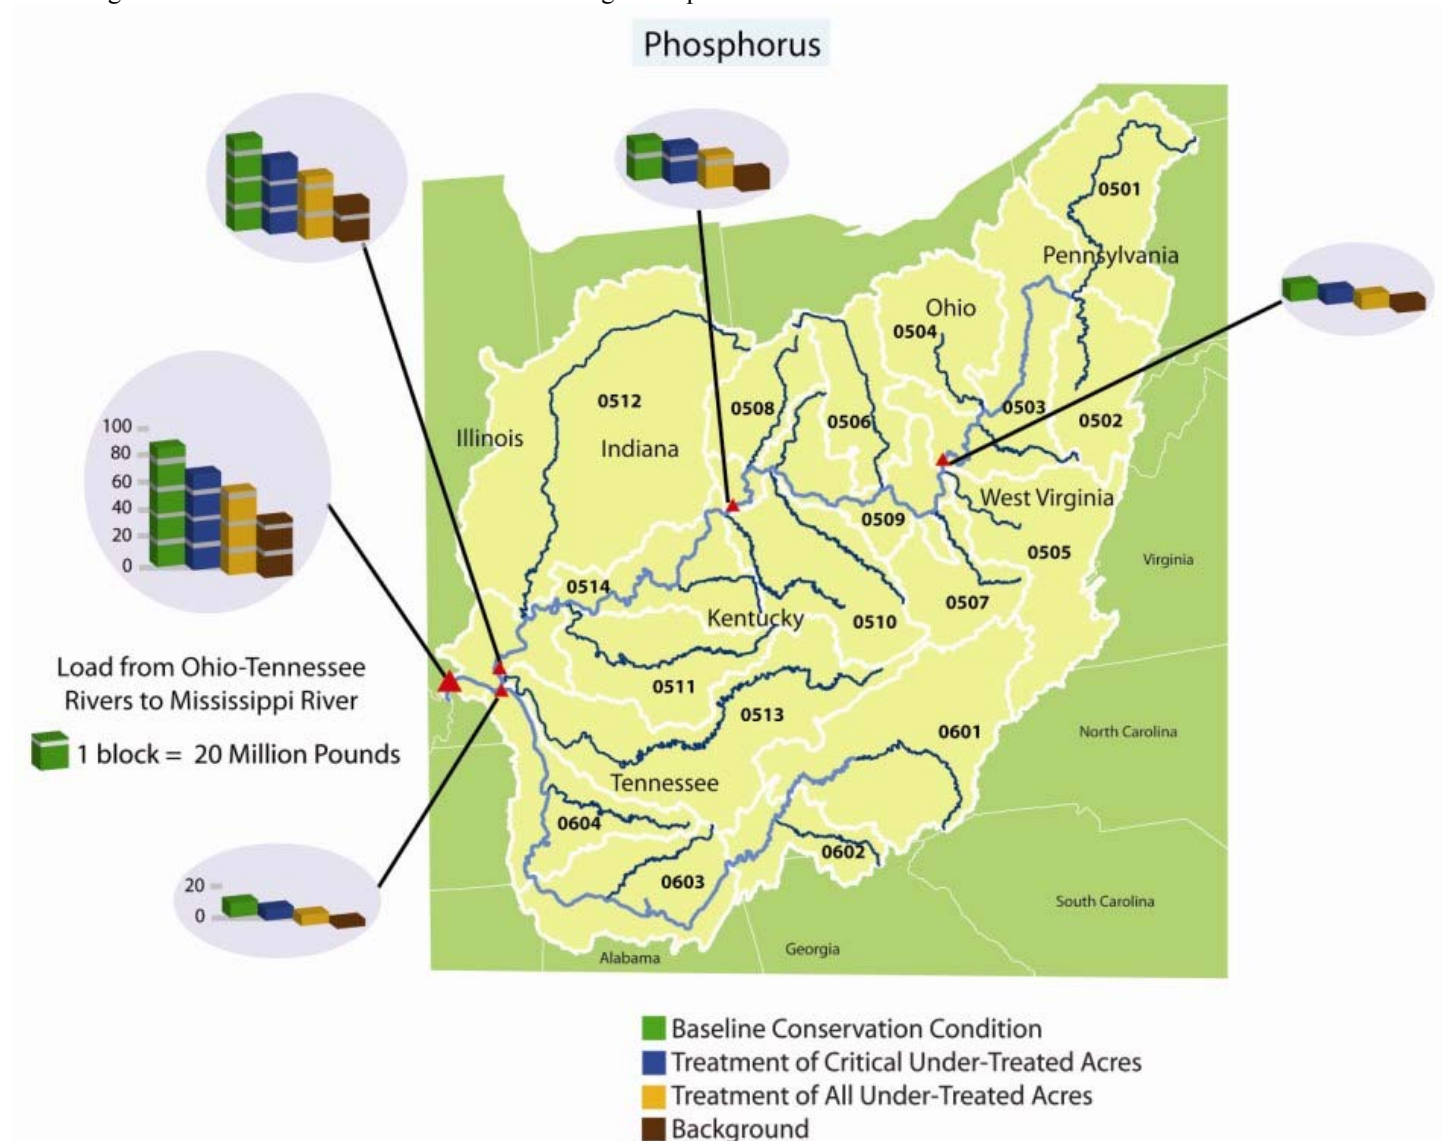 Phosphorus
0501
Pennsylvania
Ohio
0504
0512
0508
0506
0503
0502
Illinois
Indiana
West Virginia
0509
0505
Virginia
0514
0507
Kentucky
0510
0511
0513
0601
North Carolina
Tennessee
0604
0602
0603
South Carolina
Georgia
Alabama
100
80
60
40
20
0
Load from Ohio-Tennessee
Rivers to Mississippi River
1 block = 20 Million Pounds
20
0
Baseline Conservation Condition
Treatment of Critical Under-Treated Acres
Treatment of All Under-Treated Acres
Background